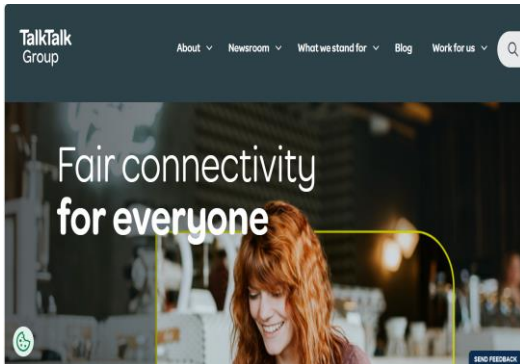 TalkTalk
Group
About Newsroom What we stand for Blog Work for us
Fair connectivity
for everyone
SEND FEEDBACK